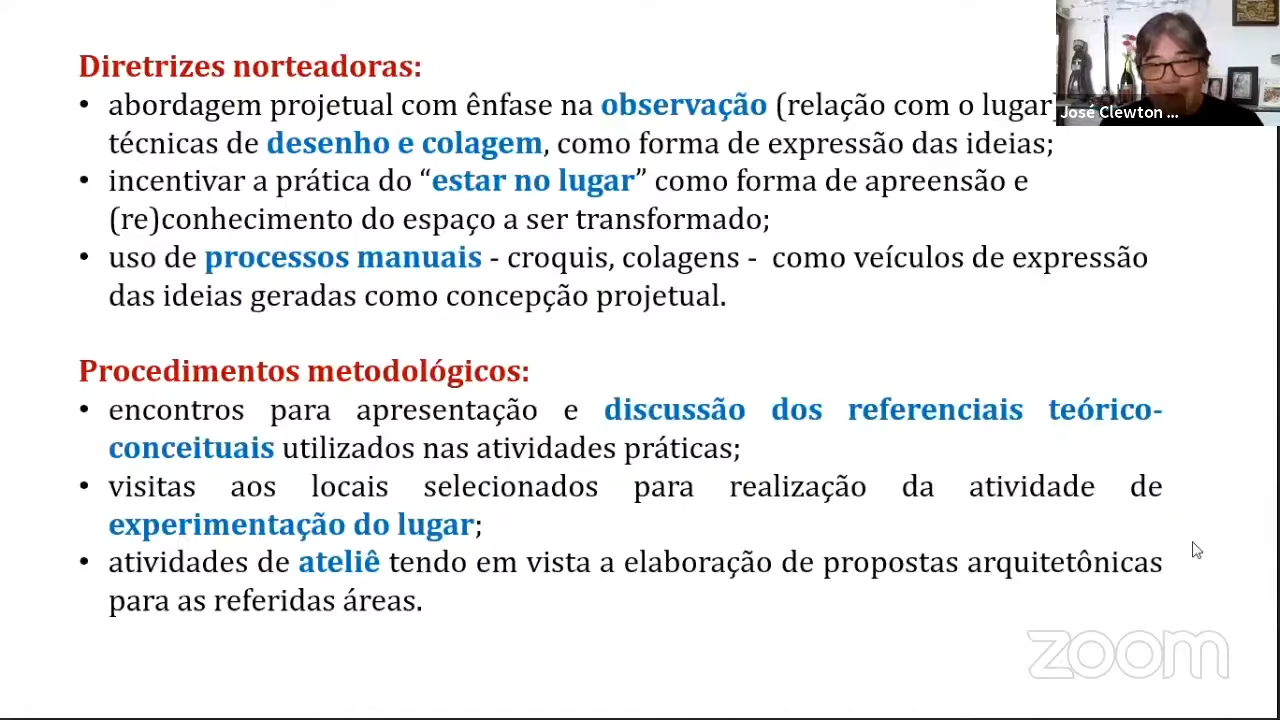 Diretrizes norteadoras:
• abordagem projetual com ênfase na observação (relação com o lugar
técnicas de desenho e colagem, como forma de expressão das ideias;
• incentivar a prática do “estar no lugar” como forma de apreensão e
(re)conhecimento do espaço a ser transformado;
• uso de processos manuais - croquis, colagens - como veículos de expressão
das ideias geradas como concepção projetual.
Procedimentos metodológicos:
• encontros para apresentação e discussão dos referenciais teórico-
conceituais utilizados nas atividades práticas;
• visitas aos locais selecionados para realização da atividade de
experimentação do lugar;
• atividades de ateliê tendo em vista a elaboração de propostas arquitetônicas
para as referidas áreas.
José Clewton ...
zoom